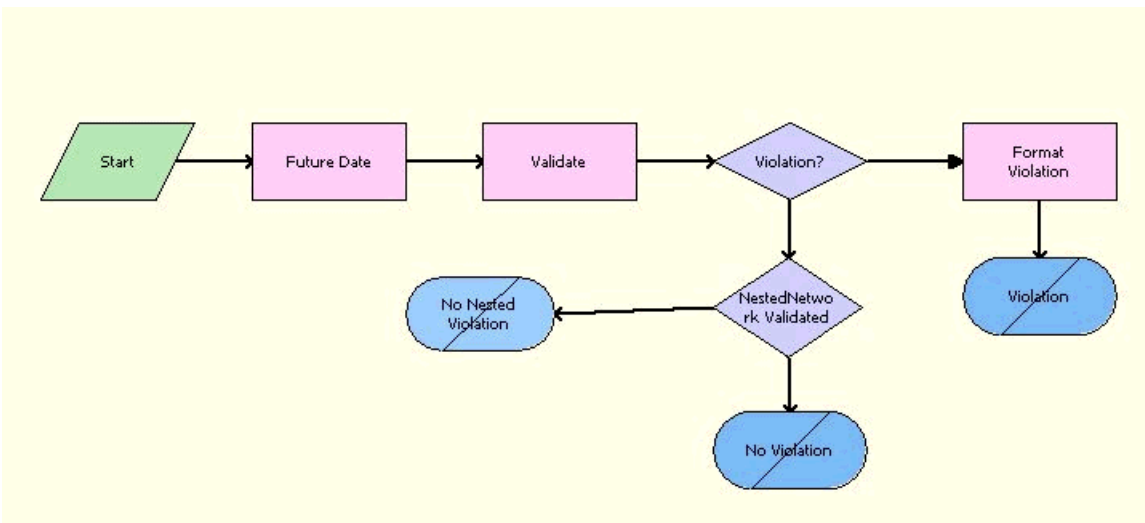 Start
Future Date
Validate
Violation?
Format
Violation
No Nested
Violation
NestedNetwo
rk Validated
Violation
No Violation